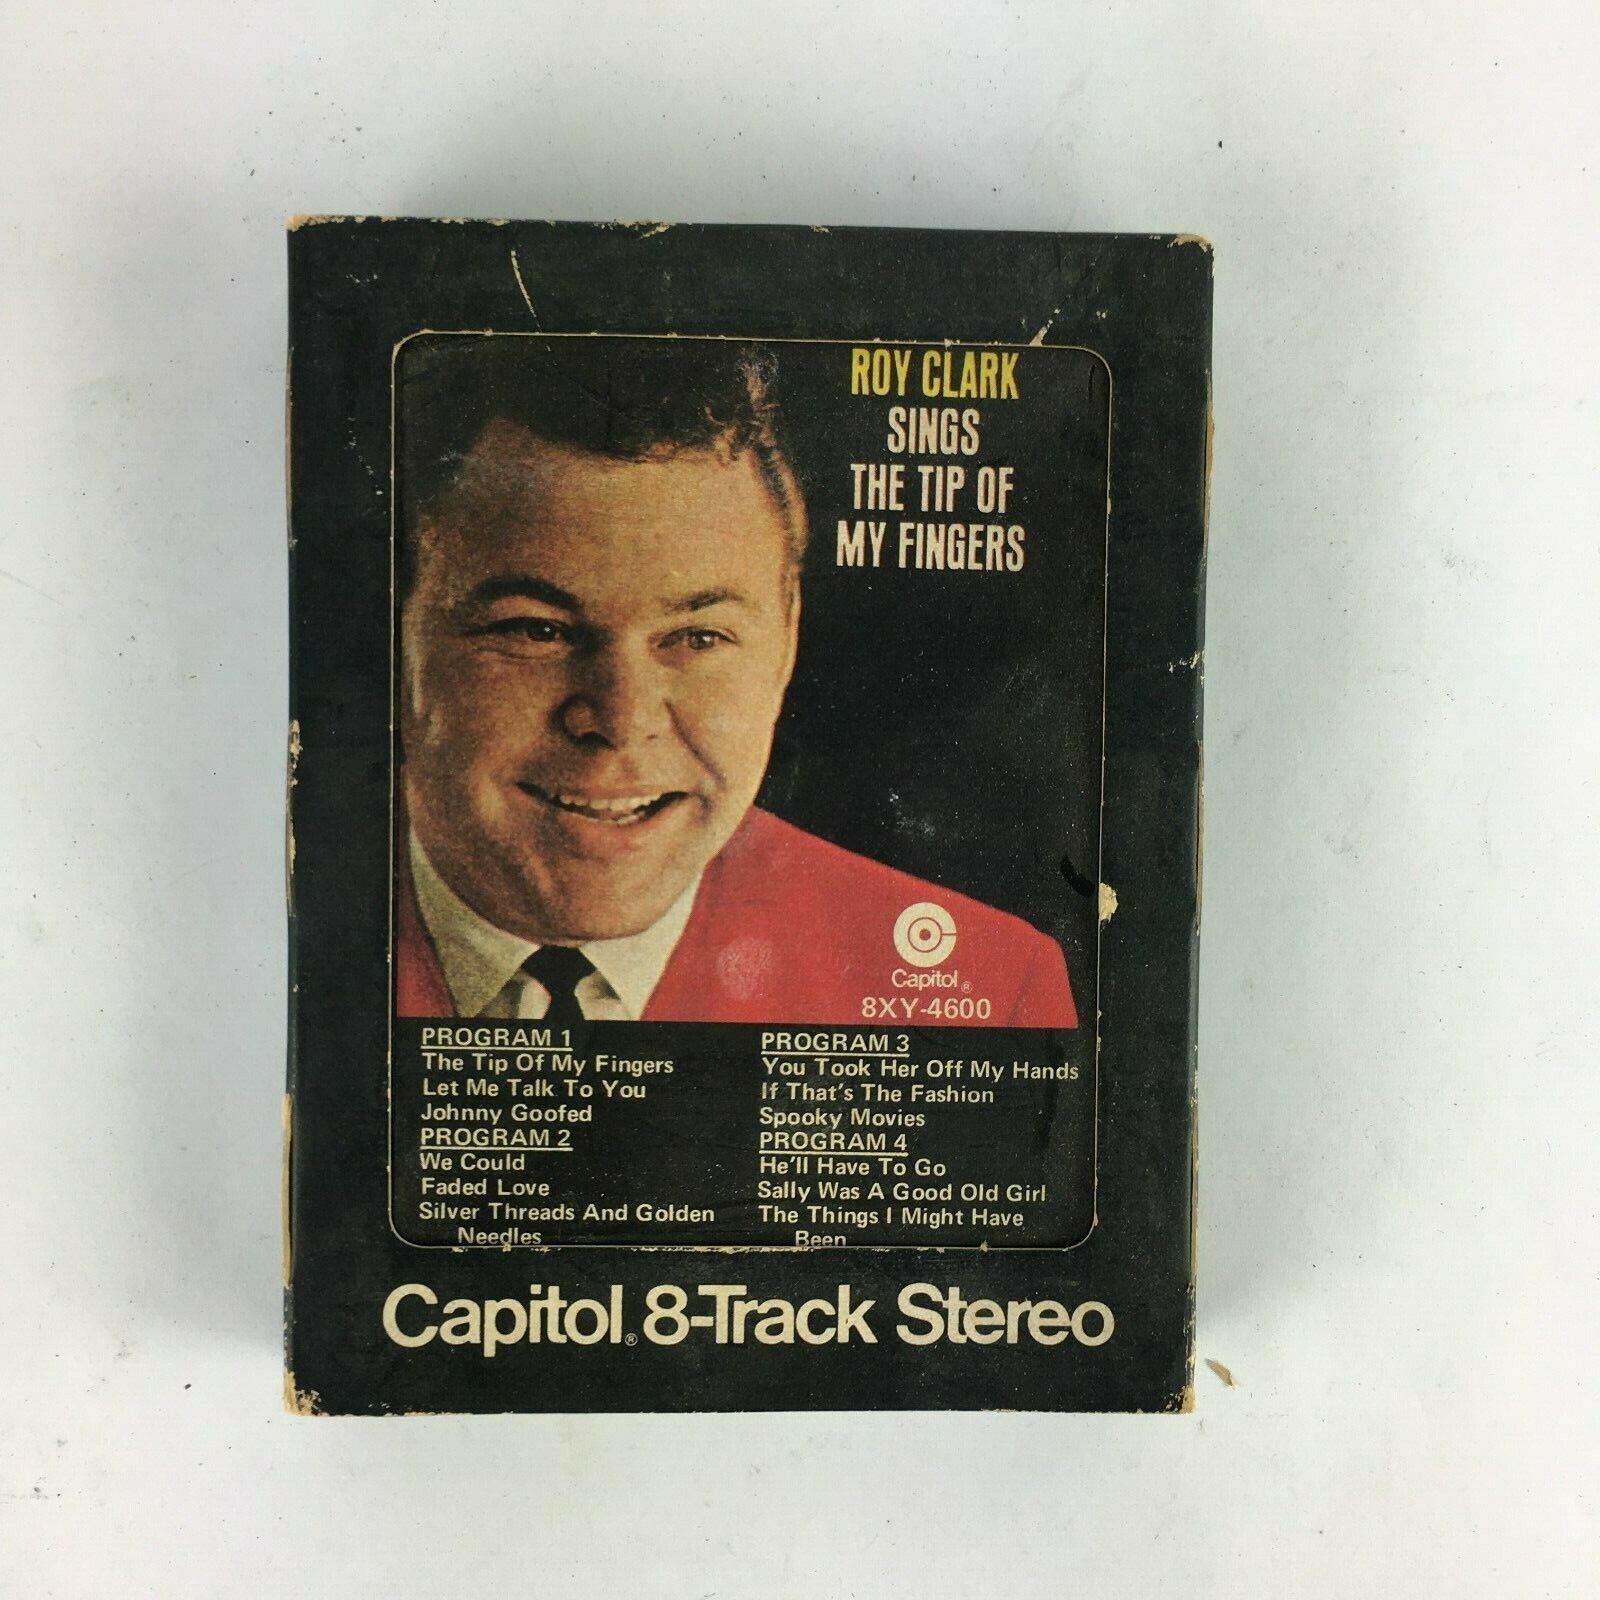 ROY CLARK
SINGS
THE TIP OF
MY FINGERS
Capitol®
8XY-4600
PROGRAM 1
The Tip Of My Fingers
Let Me Talk To You
Johnny Goofed
PROGRAM 2
We Could
Faded Love
Silver Threads And Golden
Needles
PROGRAM 3
You Took Her Off My Hands
If That's The Fashion
Spooky Movies
PROGRAM 4
He'll Have To Go
Sally Was A Good Old Girl
The Things I Might Have
Been
Capitol® 8-Track Stereo